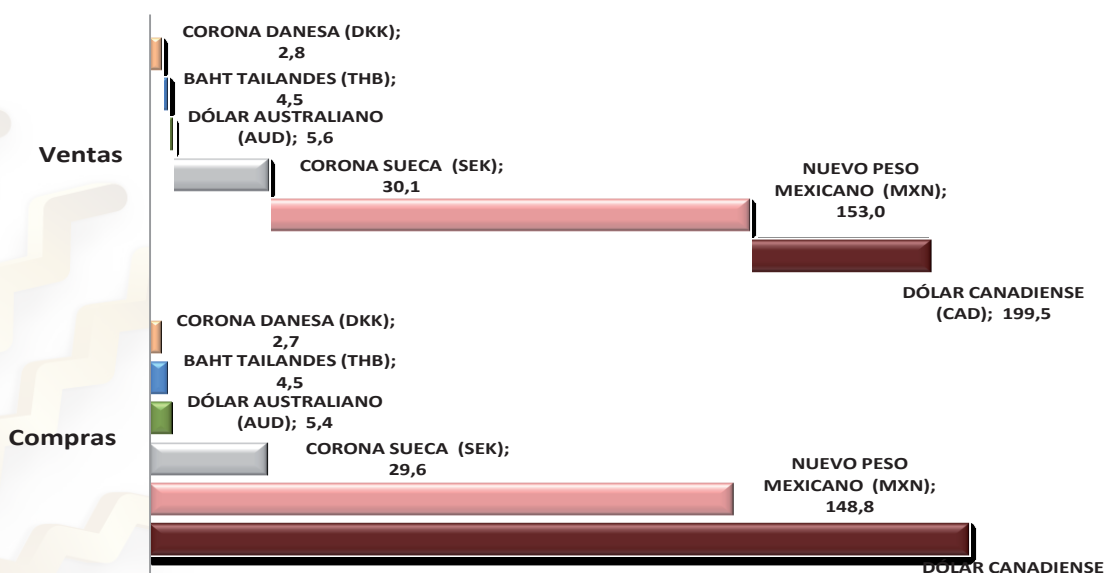 CORONA DANESA (DKK);
2,8
BAHT TAILANDES (THB);
4,5
DÓLAR AUSTRALIANO
(AUD); 5,6
Ventas
CORONA SUECA (SEK);
30,1
NUEVO PESO
MEXICANO (MXN);
153,0
DÓLAR CANADIENSE
(CAD); 199,5
CORONA DANESA (DKK);
2,7
BAHT TAILANDES (THB);
4,5
DÓLAR AUSTRALIANO
(AUD); 5,4
Compras
CORONA SUECA (SEK);
29,6
NUEVO PESO
MEXICANO (MXN);
148,8
DÓLAR CANADIENSE